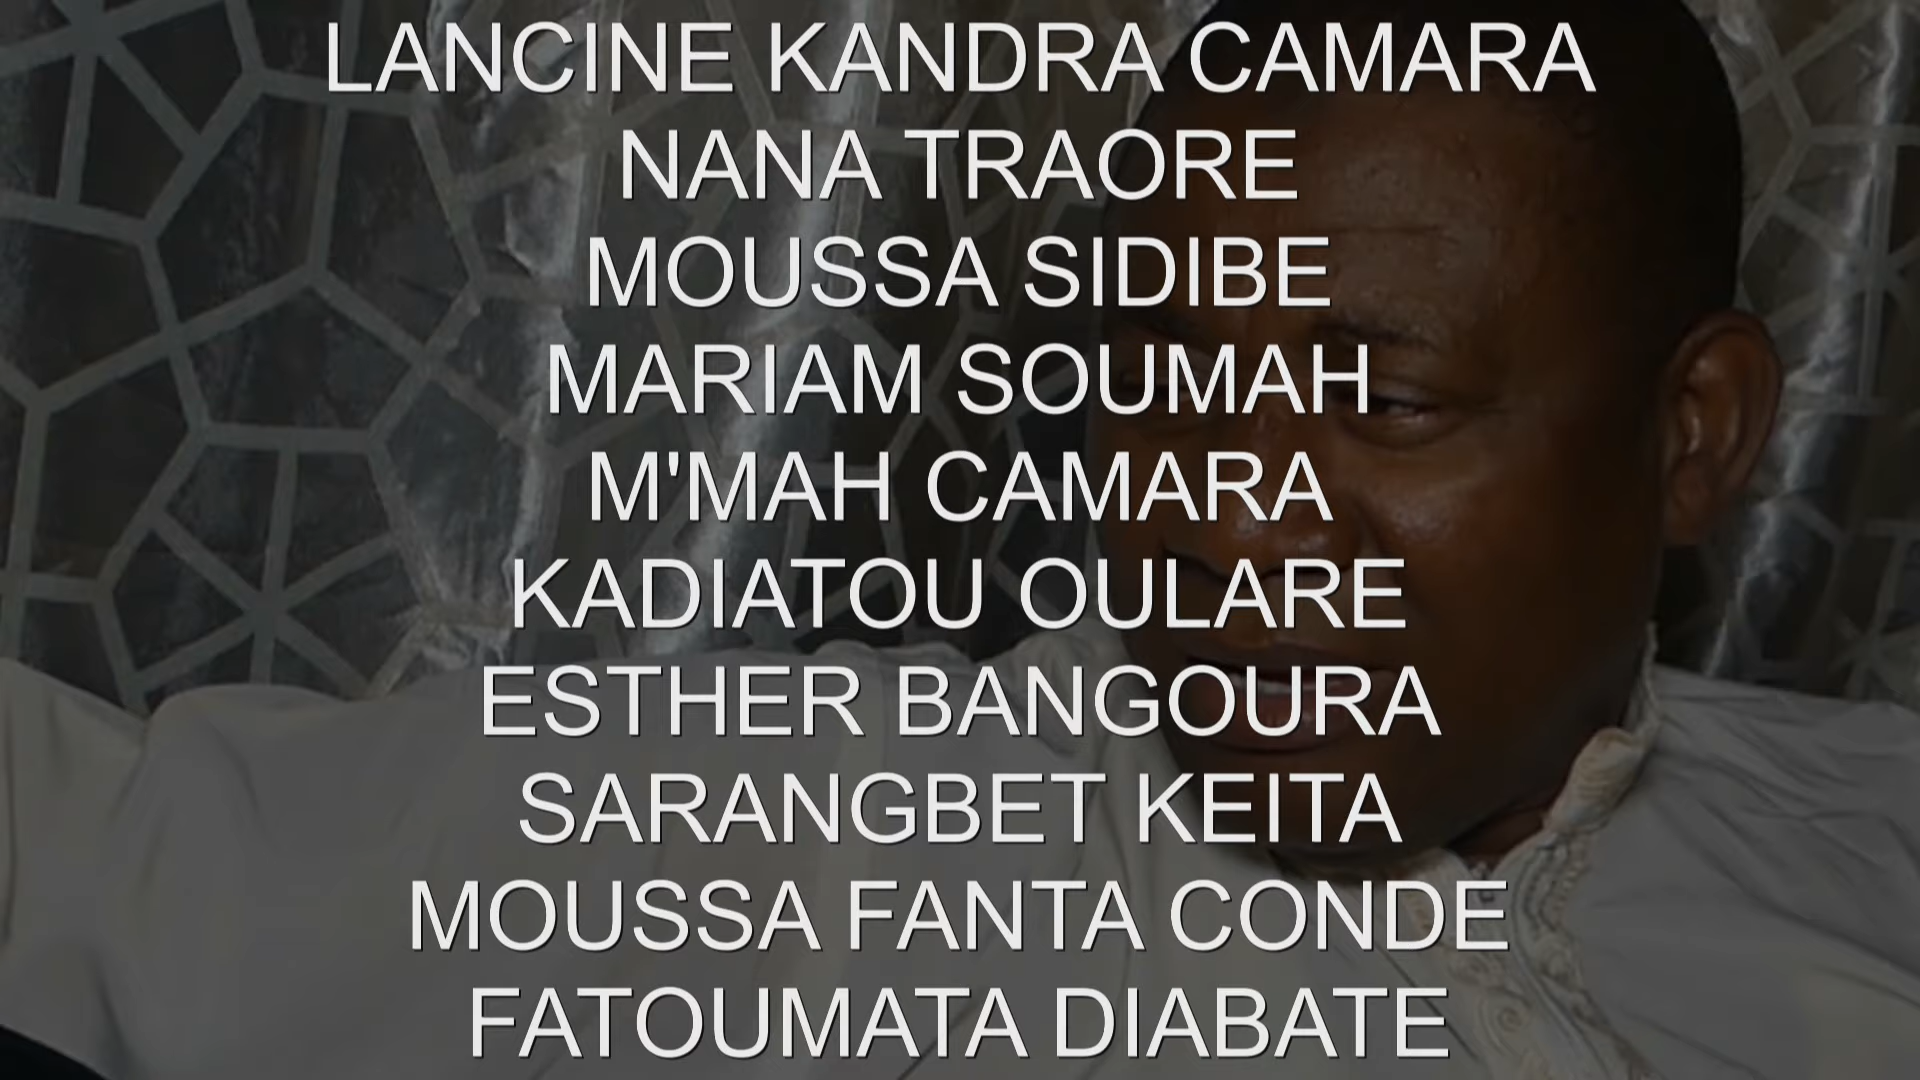 LANCINE KANDRA CAMARA
NANA TRAORE
MOUSSA SIDIBE
MARIAM SOUMAH
M'MAH CAMARA
KADIATOU OULARE
ESTHER BANGOURA
SARANGBET KEITA
MOUSSA FANTA CONDE
FATOUMATA DIABATE